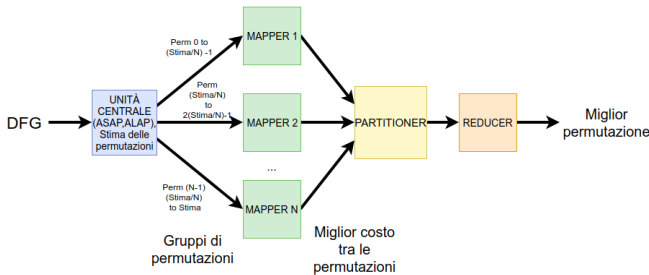 DFG
UNITÀ
CENTRALE
(ASAP,ALAP),
Stima delle
permutazioni
Perm 0 to
(Stima/N) -1
Perm
(Stima/N)
to
2(Stima/N)-1
Perm (N-1)
(Stima/N)
to Stima
Gruppi di
permutazioni
MAPPER 1
MAPPER 2
...
MAPPER N
Miglior costo
tra le
permutazioni
PARTITIONER
REDUCER
Miglior
permutazione